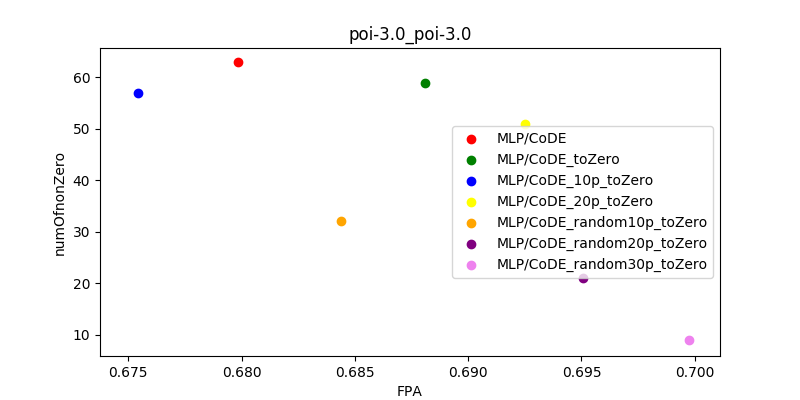 poi-3.0_poi-3.0
numOfnonZero
60
50
40
30
20
10
MLP/CoDE
MLP/CoDE_toZero
MLP/CoDE_10p_toZero
MLP/CoDE_20p_toZero
MLP/CoDE_random10p_toZero
MLP/CoDE_random20p_toZero
MLP/CoDE_random30p_toZero
0.675 0.680 0.685 0.690 0.695 0.700
FPA